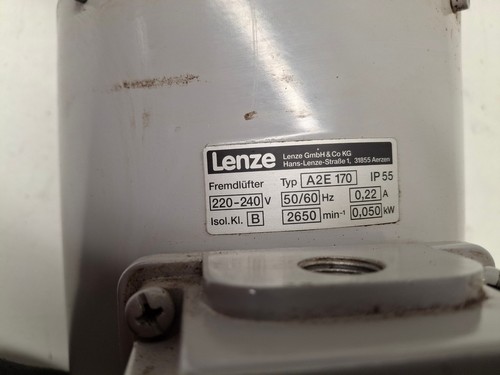 Lenze Lenze GmbH & Co KG
Hans-Lenze-Straße 1, 31855 Aerzen
Fremdlüfter Typ A2E 170 IP 55
220-240 V 50/60 Hz 0,22 A
Isol.Kl. B 2650 min⁻¹ 0,050 kW